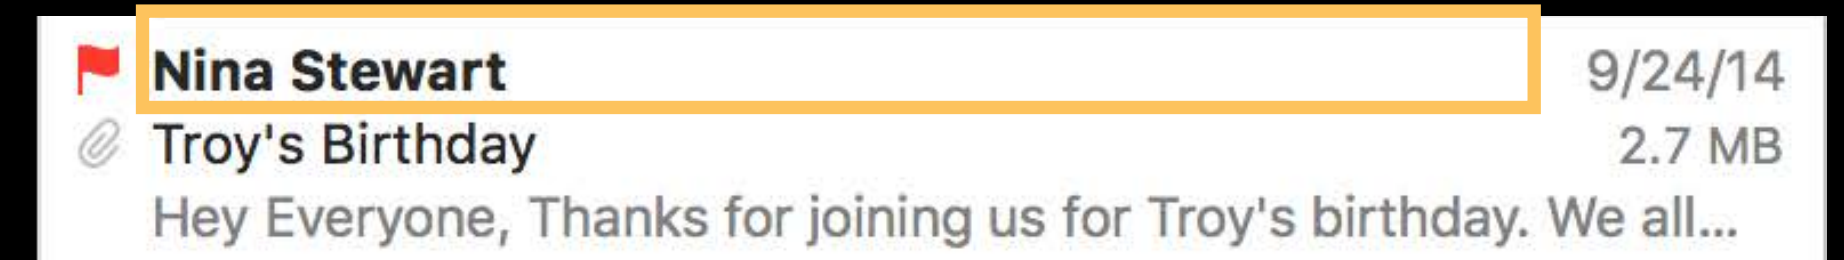 Nina Stewart 9/24/14
Troy's Birthday 2.7 MB
Hey Everyone, Thanks for joining us for Troy's birthday. We all...